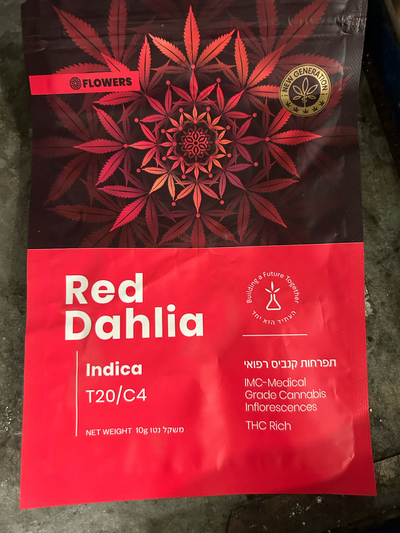 FLOWERS
NEW GENERATION
Red
Dahlia
Building a Future Together
העתיד הוא יחד
Indica
T20/C4
NET WEIGHT 10g משקל נטו
תפרחות קנביס רפואי
IMC-Medical
Grade Cannabis
Inflorescences
THC Rich